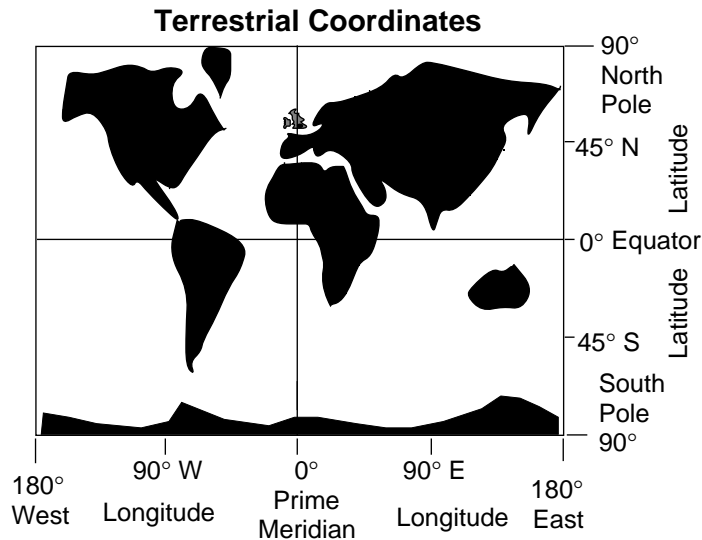 Terrestrial Coordinates
90°
North
Pole
45° N
Latitude
0° Equator
Latitude
45° S
South
Pole
90°
180°
West
90° W
Longitude
0°
Prime
Meridian
90° E
Longitude
180°
East